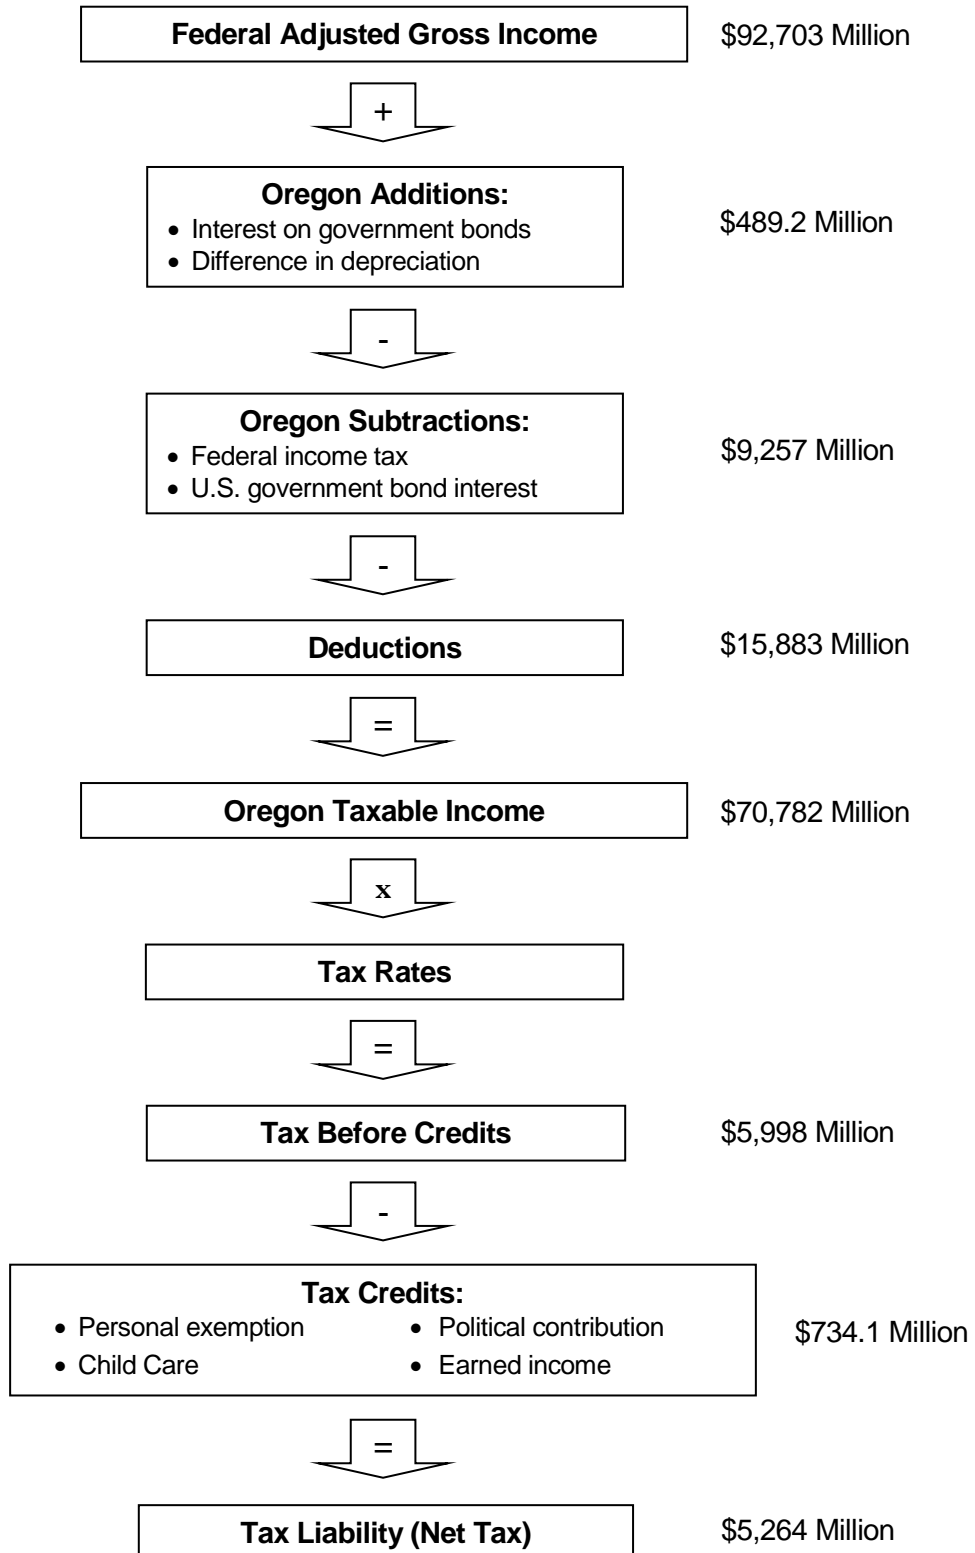 Federal Adjusted Gross Income $92,703 Million
+
Oregon Additions:
• Interest on government bonds
• Difference in depreciation
$489.2 Million
-
Oregon Subtractions:
• Federal income tax
• U.S. government bond interest
$9,257 Million
-
Deductions $15,883 Million
=
Oregon Taxable Income $70,782 Million
x
Tax Rates
=
Tax Before Credits $5,998 Million
-
Tax Credits:
• Personal exemption • Political contribution
• Child Care • Earned income
$734.1 Million
=
Tax Liability (Net Tax) $5,264 Million